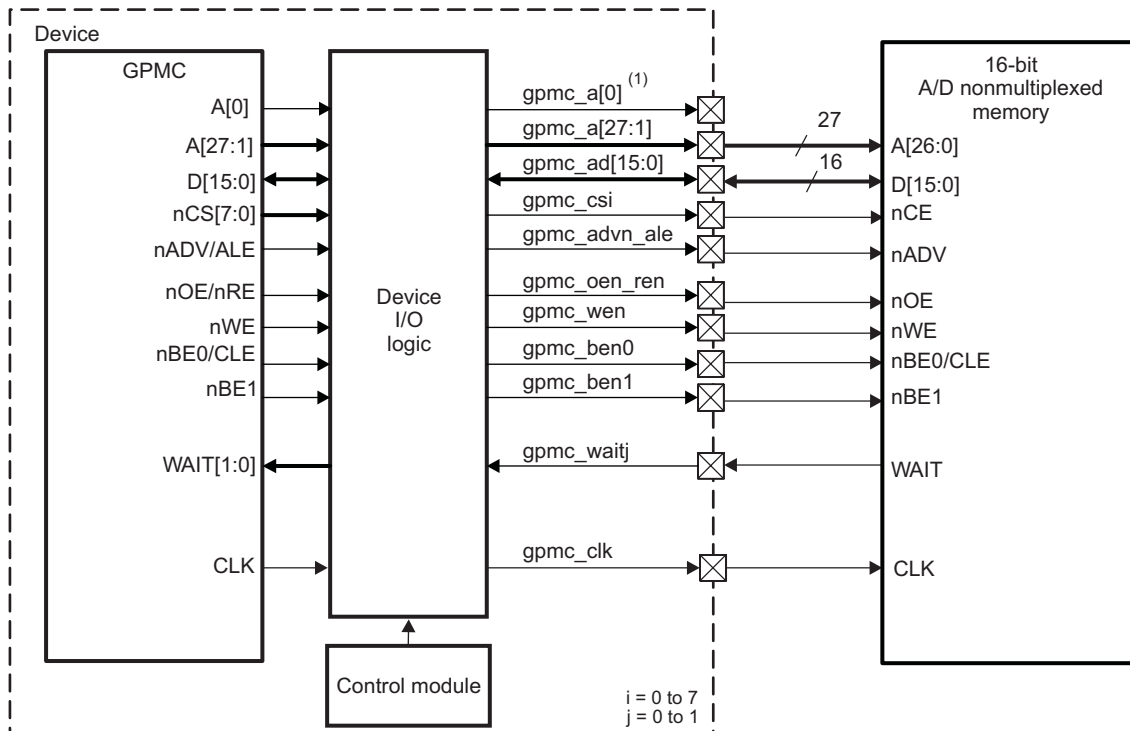 Device
GPMC
A[0]
A[27:1]
D[15:0]
nCS[7:0]
nADV/ALE
nOE/nRE
nWE
nBE0/CLE
nBE1
WAIT[1:0]
CLK
Device
I/O
logic
Control module
gpmc_a[0] (1)
gpmc_a[27:1]
gpmc_ad[15:0]
gpmc_csi
gpmc_advn_ale
gpmc_oen_ren
gpmc_wen
gpmc_ben0
gpmc_ben1
gpmc_waitj
gpmc_clk
i = 0 to 7
j = 0 to 1
27
16
16-bit
A/D nonmultiplexed
memory
A[26:0]
D[15:0]
nCE
nADV
nOE
nWE
nBE0/CLE
nBE1
WAIT
CLK